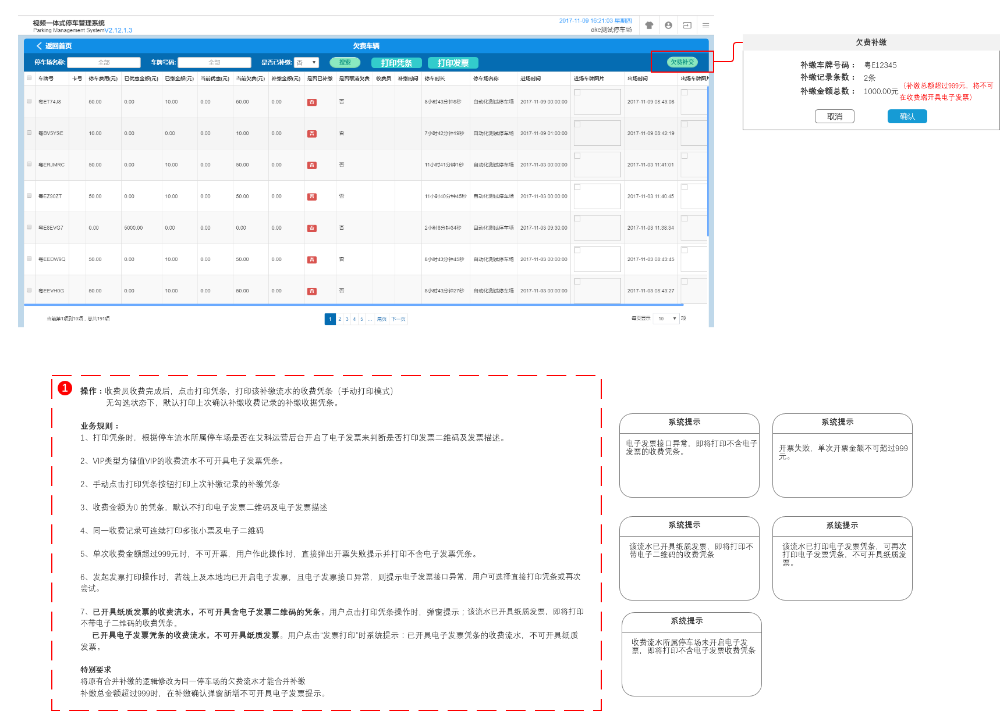 视频一体式停车管理系统
Parking Management SystemV2.12.1.3
2017-11-09 16:21:03 星期四
ake测试停车场
返回首页
欠费车辆
停车场名称: 全部 车牌号码: 全部 是否已补缴: 否 搜索 打印凭条 打印发票 欠费补交
车牌号 卡号 停车费用(元) 已优惠金额(元) 已缴金额(元) 当前优惠(元) 当前欠费(元) 补缴金额(元) 是否已补缴 是否取消欠费 收费员 补缴时间 停车时长 停车场名称 进场时间 进场车牌图片 出场时间 出场车牌图片
粤ET74J8 50.00 0.00 10.00 0.00 50.00 0.00 否 否 8小时43分钟8秒 自动化测试停车场 2017-11-09 00:00:00 2017-11-09 08:43:08
粤BV5YSE 10.00 0.00 0.00 0.00 10.00 0.00 否 否 7小时42分钟19秒 自动化测试停车场 2017-11-09 01:00:00 2017-11-09 08:42:19
粤ERJMRC 50.00 0.00 10.00 0.00 50.00 0.00 否 否 11小时41分钟1秒 自动化测试停车场 2017-11-03 00:00:00 2017-11-03 11:41:01
粤EZ90ZT 50.00 0.00 10.00 0.00 50.00 0.00 否 否 11小时40分钟45秒 自动化测试停车场 2017-11-03 00:00:00 2017-11-03 11:40:45
粤E8EVG7 0.00 5000.00 0.00 0.00 0.00 0.00 否 否 2小时8分钟34秒 自动化测试停车场 2017-11-03 09:30:00 2017-11-03 11:38:34
粤EEDW9Q 50.00 0.00 10.00 0.00 50.00 0.00 否 否 8小时43分钟45秒 自动化测试停车场 2017-11-03 00:00:00 2017-11-03 08:43:45
粤EEVH0G 50.00 0.00 10.00 0.00 50.00 0.00 否 否 8小时43分钟27秒 自动化测试停车场 2017-11-03 00:00:00 2017-11-03 08:43:27
当前第1项到10项，总共191项 1 2 3 4 5 ... 尾页 下一页 每页显示 10 项
欠费补缴
补缴车牌号码： 粤E12345
补缴记录条数： 2条
补缴金额总数： 1000.00元 （补缴总额超过999元，将不可
在收费端开具电子发票）
取消 确认
1
操作：收费员收费完成后，点击打印凭条，打印该补缴流水的收费凭条（手动打印模式）
无勾选状态下，默认打印上次确认补缴收费记录的补缴收据凭条。
业务规则：
1、打印凭条时，根据停车流水所属停车场是否在艾科运营后台开启了电子发票来判断是否打印发票二维码及发票描述。
2、VIP类型为储值VIP的收费流水不可开具电子发票凭条。
2、手动点击打印凭条按钮打印上次补缴记录的补缴凭条
3、收费金额为0 的凭条，默认不打印电子发票二维码及电子发票描述
4、同一收费记录可连续打印多张小票及电子二维码
5、单次收费金额超过999元时，不可开票，用户作此操作时，直接弹出开票失败提示并打印不含电子发票凭条。
6、发起发票打印操作时，若线上及本地均已开启电子发票，且电子发票接口异常，则提示电子发票接口异常，用户可选择直接打印凭条或再次
尝试。
7、已开具纸质发票的收费流水，不可开具含电子发票二维码的凭条。用户点击打印凭条操作时，弹窗提示；该流水已开具纸质发票，即将打印
不带电子二维码的收费凭条。
已开具电子发票凭条的收费流水，不可开具纸质发票。用户点击“发票打印”时系统提示：已开具电子发票凭条的收费流水，不可开具纸质
发票。
特别要求
将原有合并补缴的逻辑修改为同一停车场的欠费流水才能合并补缴
补缴总金额超过999时，在补缴确认弹窗新增不可开具电子发票提示。
系统提示
电子发票接口异常，即将打印不含电子
发票的收费凭条。
系统提示
开票失败，单次开票金额不可超过999
元。
系统提示
该流水已开具纸质发票，即将打印不
带电子二维码的收费凭条
系统提示
该流水已打印电子发票凭条，可再次
打印电子发票凭条，不可开具纸质发
票。
系统提示
收费流水所属停车场未开启电子发
票，即将打印不含电子发票收费凭条